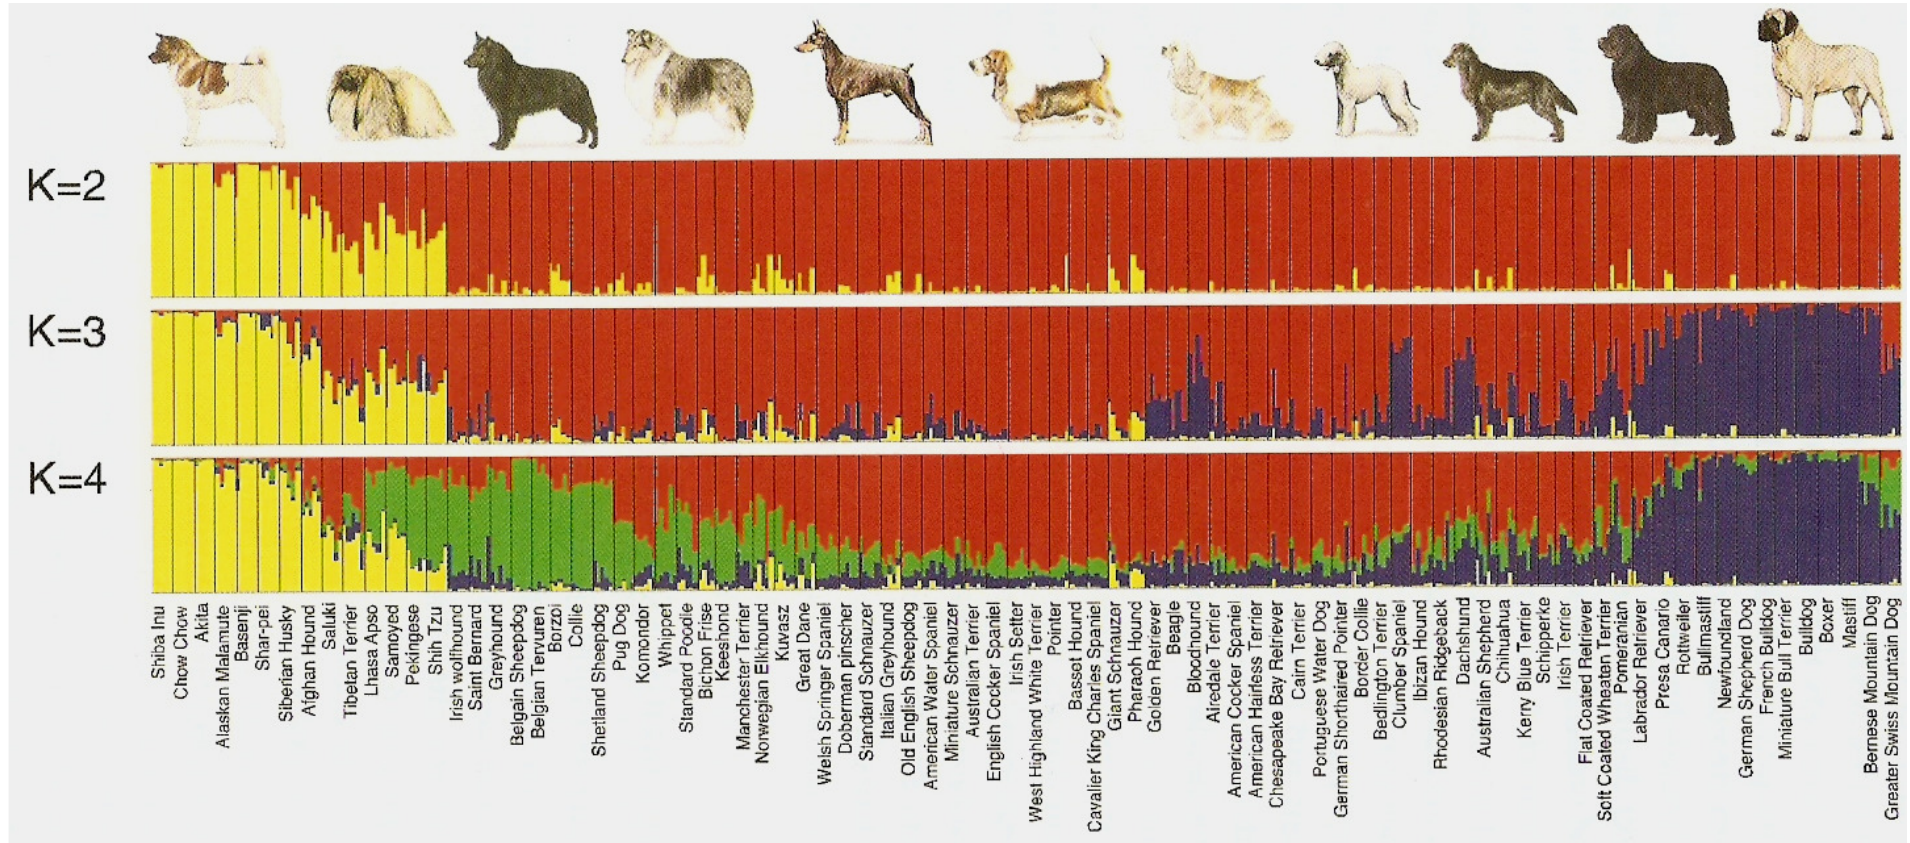 K=2
K=3
K=4
Shiba Inu
Chow Chow
Akita
Alaskan Malamute
Basenji
Shar-pei
Siberian Husky
Afghan Hound
Saluki
Tibetan Terrier
Lhasa Apso
Samoyed
Pekingese
Shih Tzu
Irish wolfhound
Saint Bernard
Greyhound
Belgain Sheepdog
Belgian Tervuren
Borzoi
Collie
Shetland Sheepdog
Pug Dog
Komondor
Whippet
Standard Poodle
Bichon Frise
Keeshond
Manchester Terrier
Norwegian Elkhound
Kuvasz
Great Dane
Welsh Springer Spaniel
Doberman pinscher
Standard Schnauzer
Italian Greyhound
Old English Sheepdog
American Water Spaniel
Miniature Schnauzer
Australian Terrier
English Cocker Spaniel
Irish Setter
West Highland White Terrier
Pointer
Basset Hound
Cavalier King Charles Spaniel
Giant Schnauzer
Pharaoh Hound
Golden Retriever
Beagle
Bloodhound
Airedale Terrier
American Cocker Spaniel
American Hairless Terrier
Chesapeake Bay Retriever
Cairn Terrier
Portuguese Water Dog
German Shorthaired Pointer
Border Collie
Bedlington Terrier
Clumber Spaniel
Ibizan Hound
Rhodesian Ridgeback
Dachshund
Australian Shepherd
Chihuahua
Kerry Blue Terrier
Schipperke
Irish Terrier
Flat Coated Retriever
Soft Coated Wheaten Terrier
Pomeranian
Labrador Retriever
Presa Canario
Rottweiler
Bullmastiff
Newfoundland
German Shepherd Dog
French Bulldog
Miniature Bull Terrier
Bulldog
Boxer
Mastiff
Bernese Mountain Dog
Greater Swiss Mountain Dog